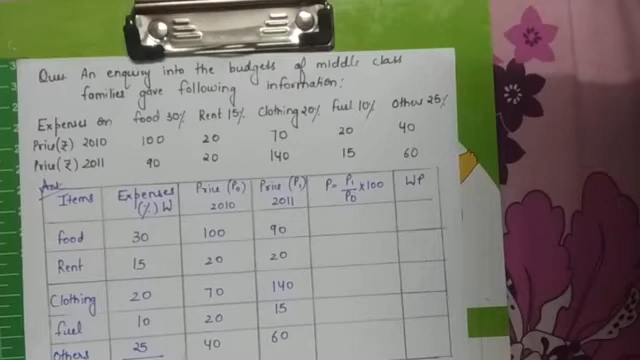 Ques An enquiry into the budgets of middle class
families gave following information:
Expenses on Food 30% Rent 15% Clothing 20% Fuel 10% Others 25%
Price(₹) 2010 100 20 70 20 40
Price(₹) 2011 90 20 140 15 60
Ans
Items Expenses (%) W Price (P₀) 2010 Price (P₁) 2011 P = P₁/P₀ × 100 WP
Food 30 100 90
Rent 15 20 20
Clothing 20 70 140
Fuel 10 20 15
Others 25 40 60